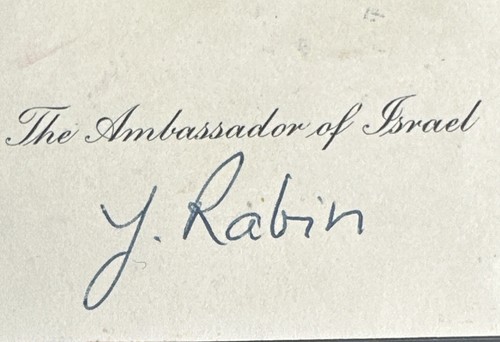 The Ambassador of Israel
Y. Rabin